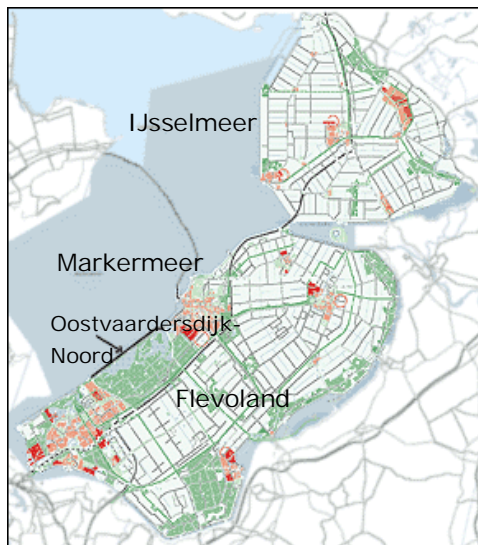 IJsselmeer
Markermeer
Oostvaardersdijk-
Noord
Flevoland